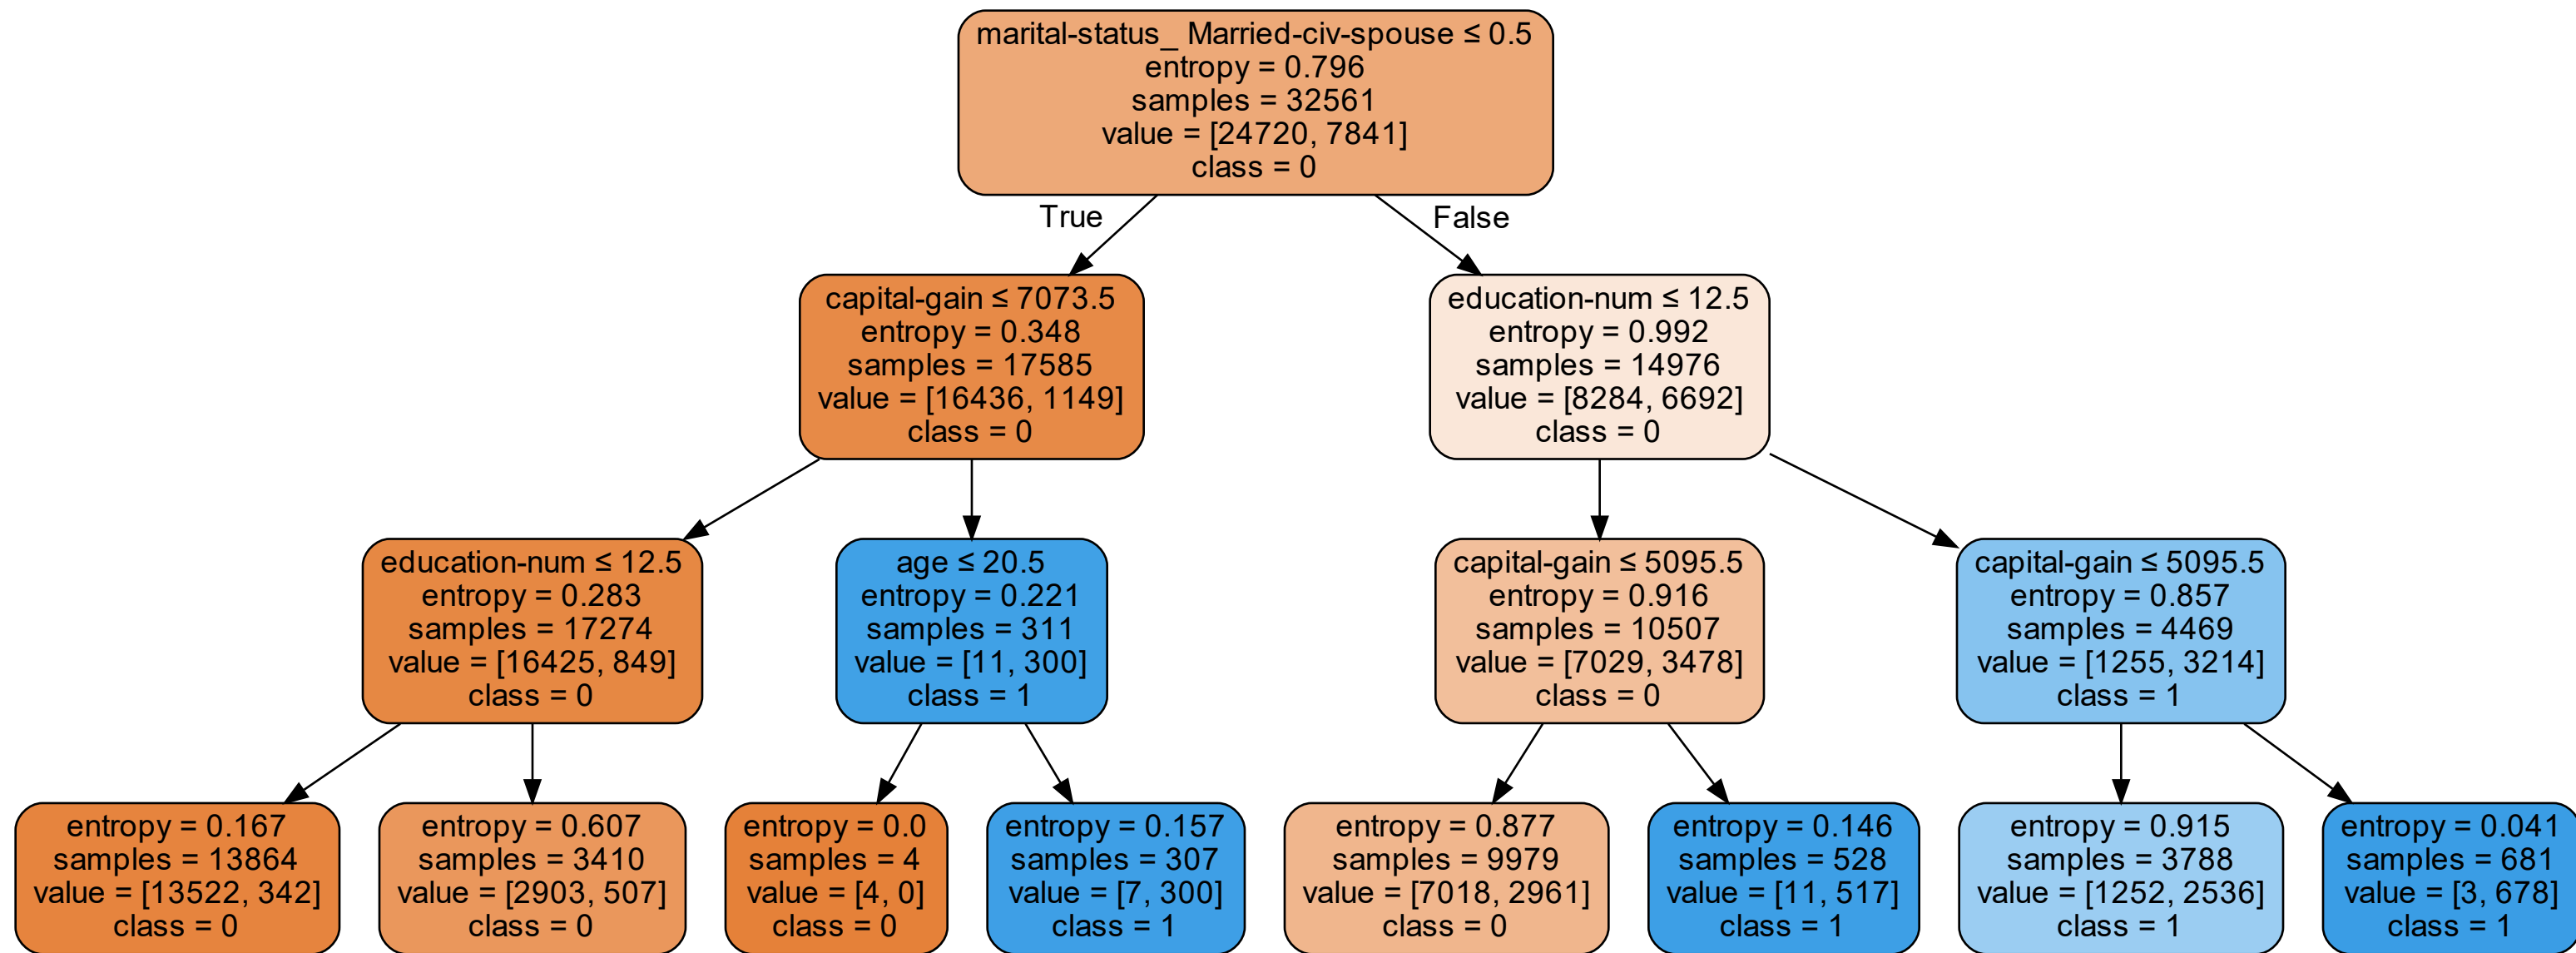 marital-status_ Married-civ-spouse ≤ 0.5
entropy = 0.796
samples = 32561
value = [24720, 7841]
class = 0
True
False
capital-gain ≤ 7073.5
entropy = 0.348
samples = 17585
value = [16436, 1149]
class = 0
education-num ≤ 12.5
entropy = 0.992
samples = 14976
value = [8284, 6692]
class = 0
education-num ≤ 12.5
entropy = 0.283
samples = 17274
value = [16425, 849]
class = 0
age ≤ 20.5
entropy = 0.221
samples = 311
value = [11, 300]
class = 1
capital-gain ≤ 5095.5
entropy = 0.916
samples = 10507
value = [7029, 3478]
class = 0
capital-gain ≤ 5095.5
entropy = 0.857
samples = 4469
value = [1255, 3214]
class = 1
entropy = 0.167
samples = 13864
value = [13522, 342]
class = 0
entropy = 0.607
samples = 3410
value = [2903, 507]
class = 0
entropy = 0.0
samples = 4
value = [4, 0]
class = 0
entropy = 0.157
samples = 307
value = [7, 300]
class = 1
entropy = 0.877
samples = 9979
value = [7018, 2961]
class = 0
entropy = 0.146
samples = 528
value = [11, 517]
class = 1
entropy = 0.915
samples = 3788
value = [1252, 2536]
class = 1
entropy = 0.041
samples = 681
value = [3, 678]
class = 1